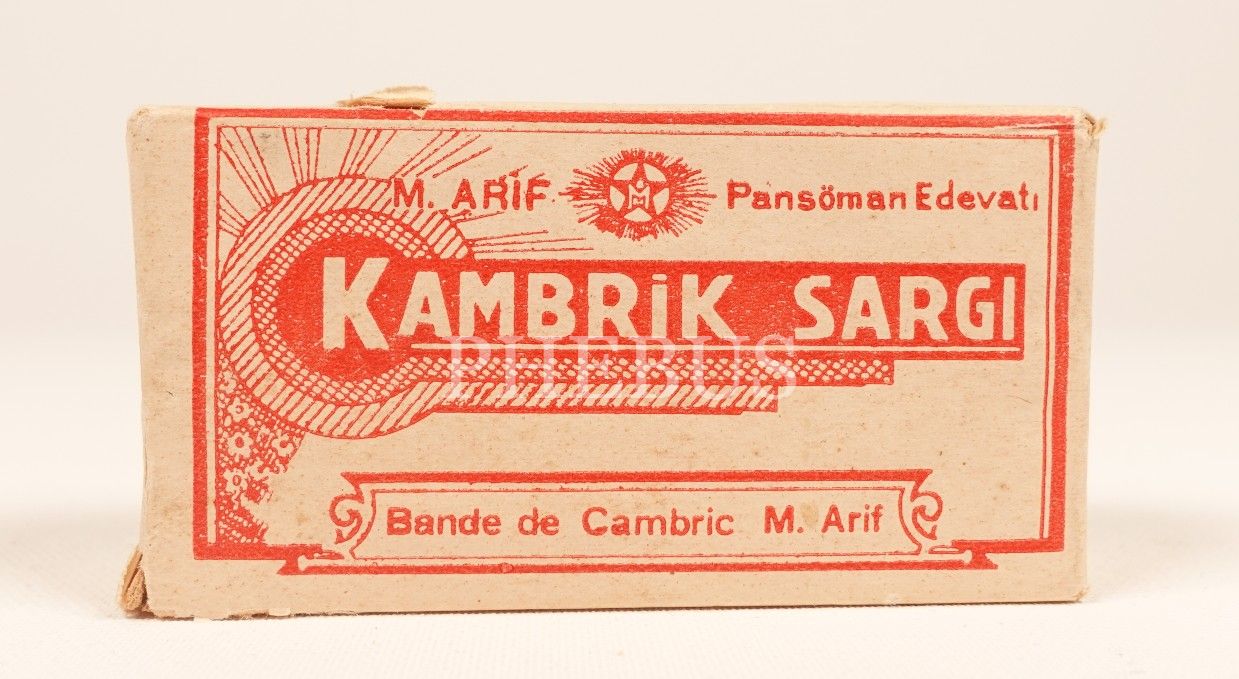 M. ARİF Pansöman Edevatı
KAMBRİK SARGI
PHEBUS
Bande de Cambric M. Arif